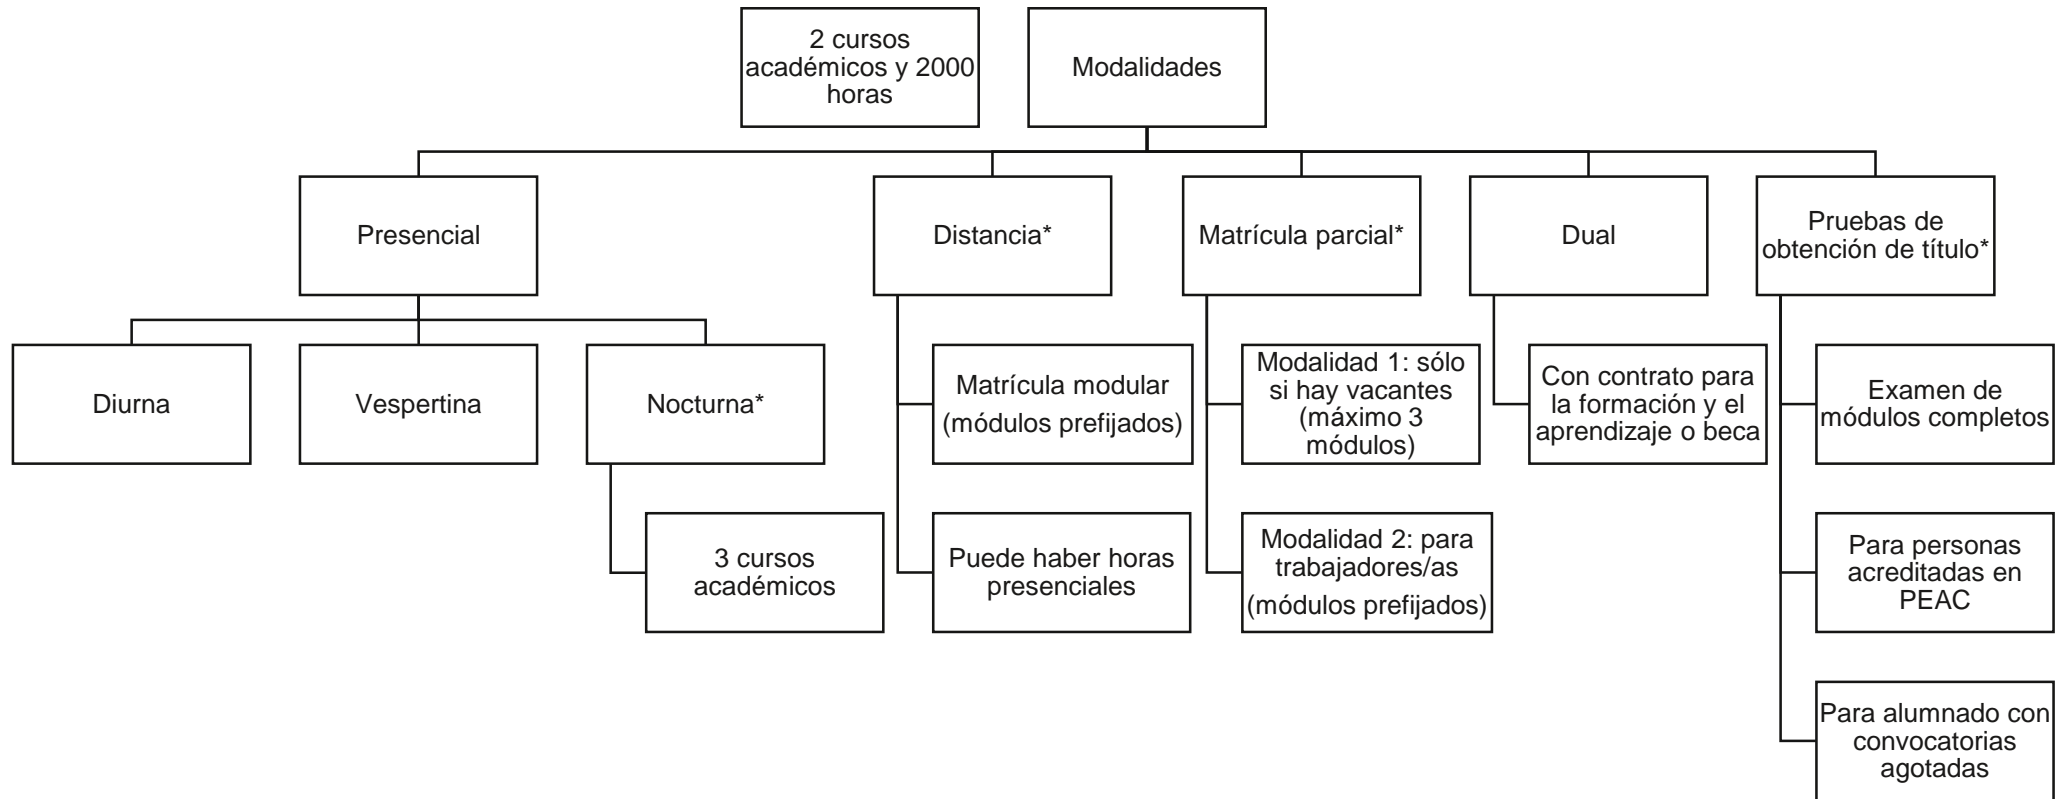 2 cursos
académicos y 2000
horas
Modalidades
Presencial
Distancia*
Matrícula parcial*
Dual
Pruebas de
obtención de título*
Diurna
Vespertina
Nocturna*
Matrícula modular
(módulos prefijados)
Modalidad 1: sólo
si hay vacantes
(máximo 3
módulos)
Con contrato para
la formación y el
aprendizaje o beca
Examen de
módulos completos
3 cursos
académicos
Puede haber horas
presenciales
Modalidad 2: para
trabajadores/as
(módulos prefijados)
Para personas
acreditadas en
PEAC
Para alumnado con
convocatorias
agotadas